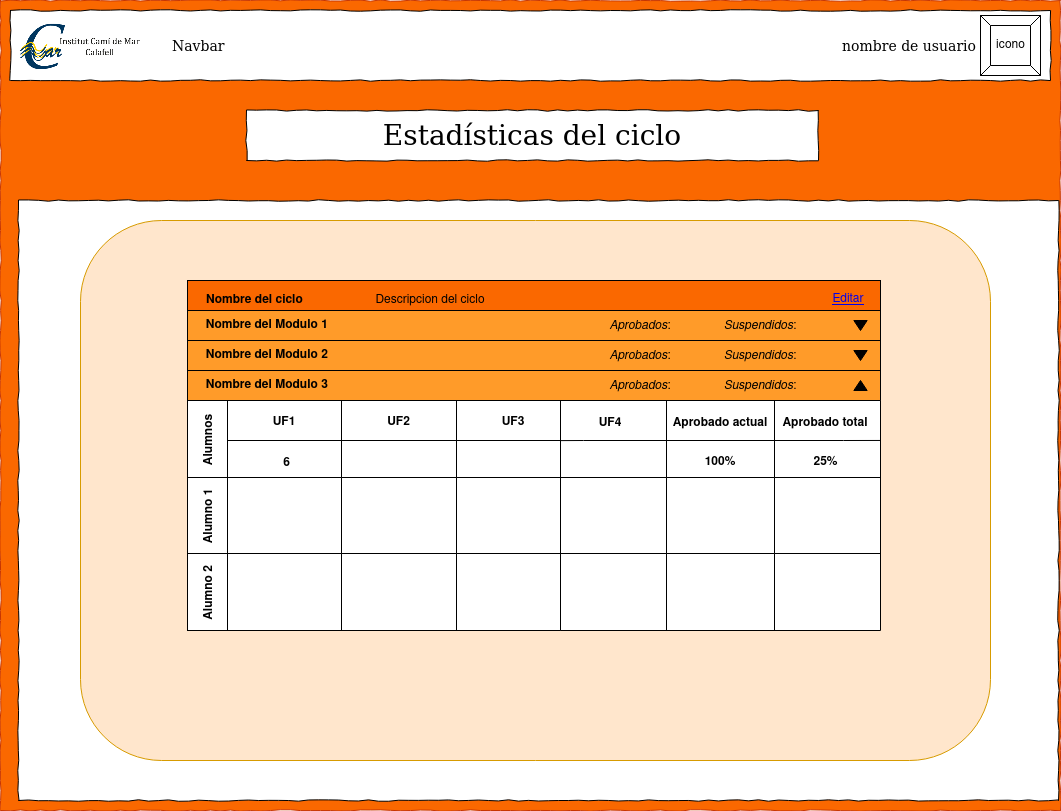 Institut Camí de Mar
Calafell
Mar
Navbar
nombre de usuario
icono
Estadísticas del ciclo
Nombre del ciclo Descripcion del ciclo Editar
Nombre del Modulo 1 Aprobados: Suspendidos:
Nombre del Modulo 2 Aprobados: Suspendidos:
Nombre del Modulo 3 Aprobados: Suspendidos:
Alumnos UF1 UF2 UF3 UF4 Aprobado actual Aprobado total
6 100% 25%
Alumno 1
Alumno 2